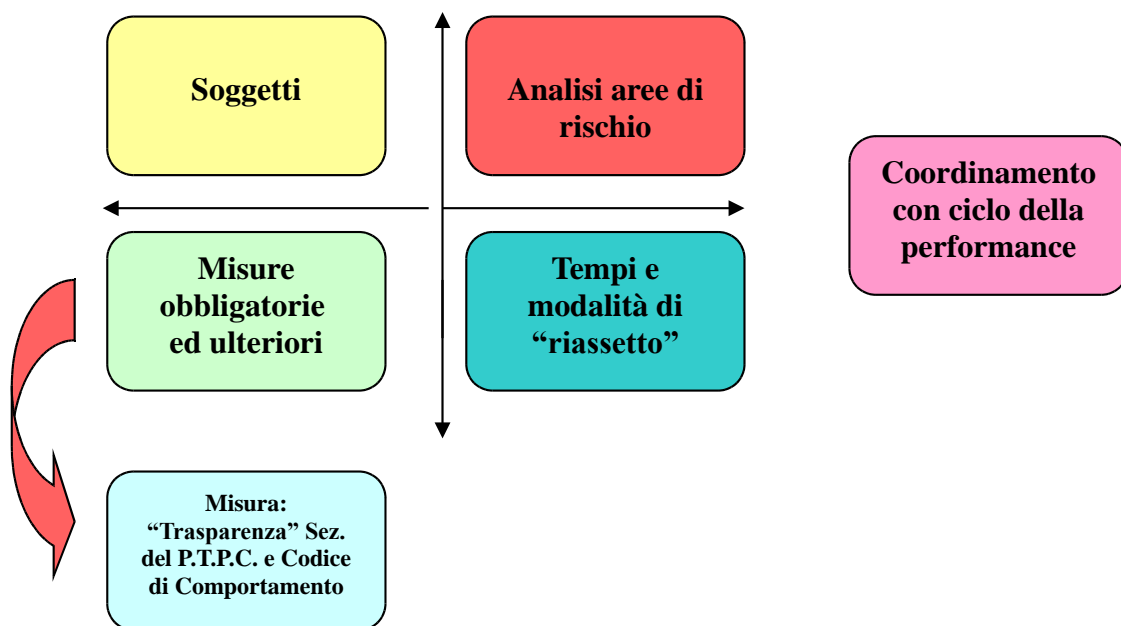 Soggetti
Analisi aree di
rischio
Coordinamento
con ciclo della
performance
Misure
obbligatorie
ed ulteriori
Tempi e
modalità di
“riassetto”
Misura:
“Trasparenza” Sez.
del P.T.P.C. e Codice
di Comportamento